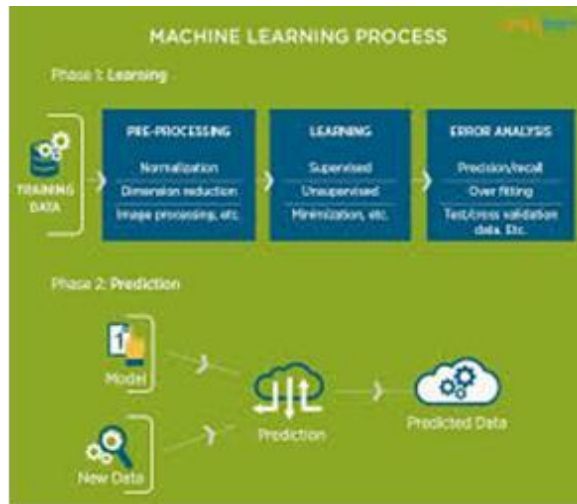 MACHINE LEARNING PROCESS
Phase 1: Learning
TRAINING
DATA
PRE-PROCESSING
Normalization
Dimension reduction
Image processing, etc.
LEARNING
Supervised
Unsupervised
Minimization, etc.
ERROR ANALYSIS
Precision/recall
Over fitting
Test/cross validation
data. Etc.
Phase 2: Prediction
1
Model
New Data
Prediction
Predicted Data